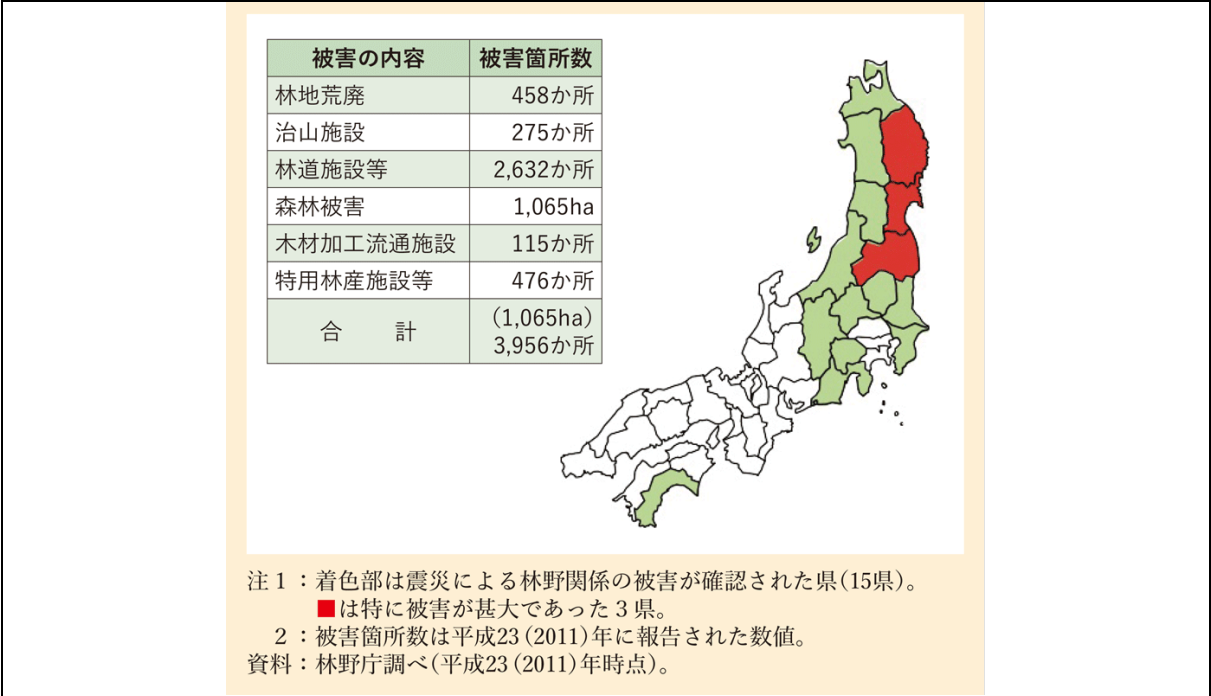 被害の内容 被害箇所数
林地荒廃 458か所
治山施設 275か所
林道施設等 2,632か所
森林被害 1,065ha
木材加工流通施設 115か所
特用林産施設等 476か所
合　計 (1,065ha)
3,956か所
注1：着色部は震災による林野関係の被害が確認された県(15県)。
■は特に被害が甚大であった3県。
2：被害箇所数は平成23(2011)年に報告された数値。
資料：林野庁調べ(平成23(2011)年時点)。